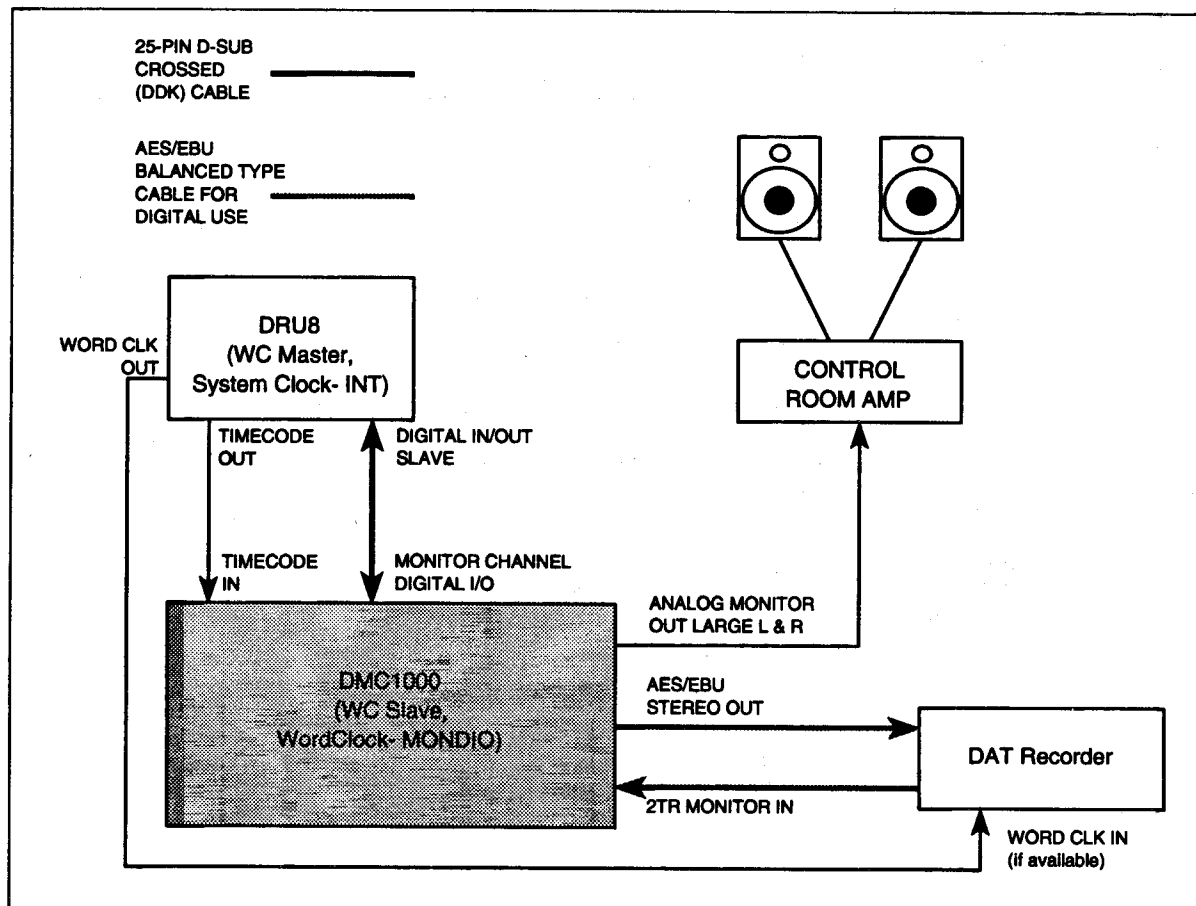 25-PIN D-SUB
CROSSED
(DDK) CABLE
AES/EBU
BALANCED TYPE
CABLE FOR
DIGITAL USE
WORD CLK
OUT
DRU8
(WC Master,
System Clock- INT)
CONTROL
ROOM AMP
TIMECODE
OUT
DIGITAL IN/OUT
SLAVE
TIMECODE
IN
MONITOR CHANNEL
DIGITAL I/O
ANALOG MONITOR
OUT LARGE L & R
DMC1000
(WC Slave,
WordClock- MONDIO)
AES/EBU
STEREO OUT
DAT Recorder
2TR MONITOR IN
WORD CLK IN
(if available)